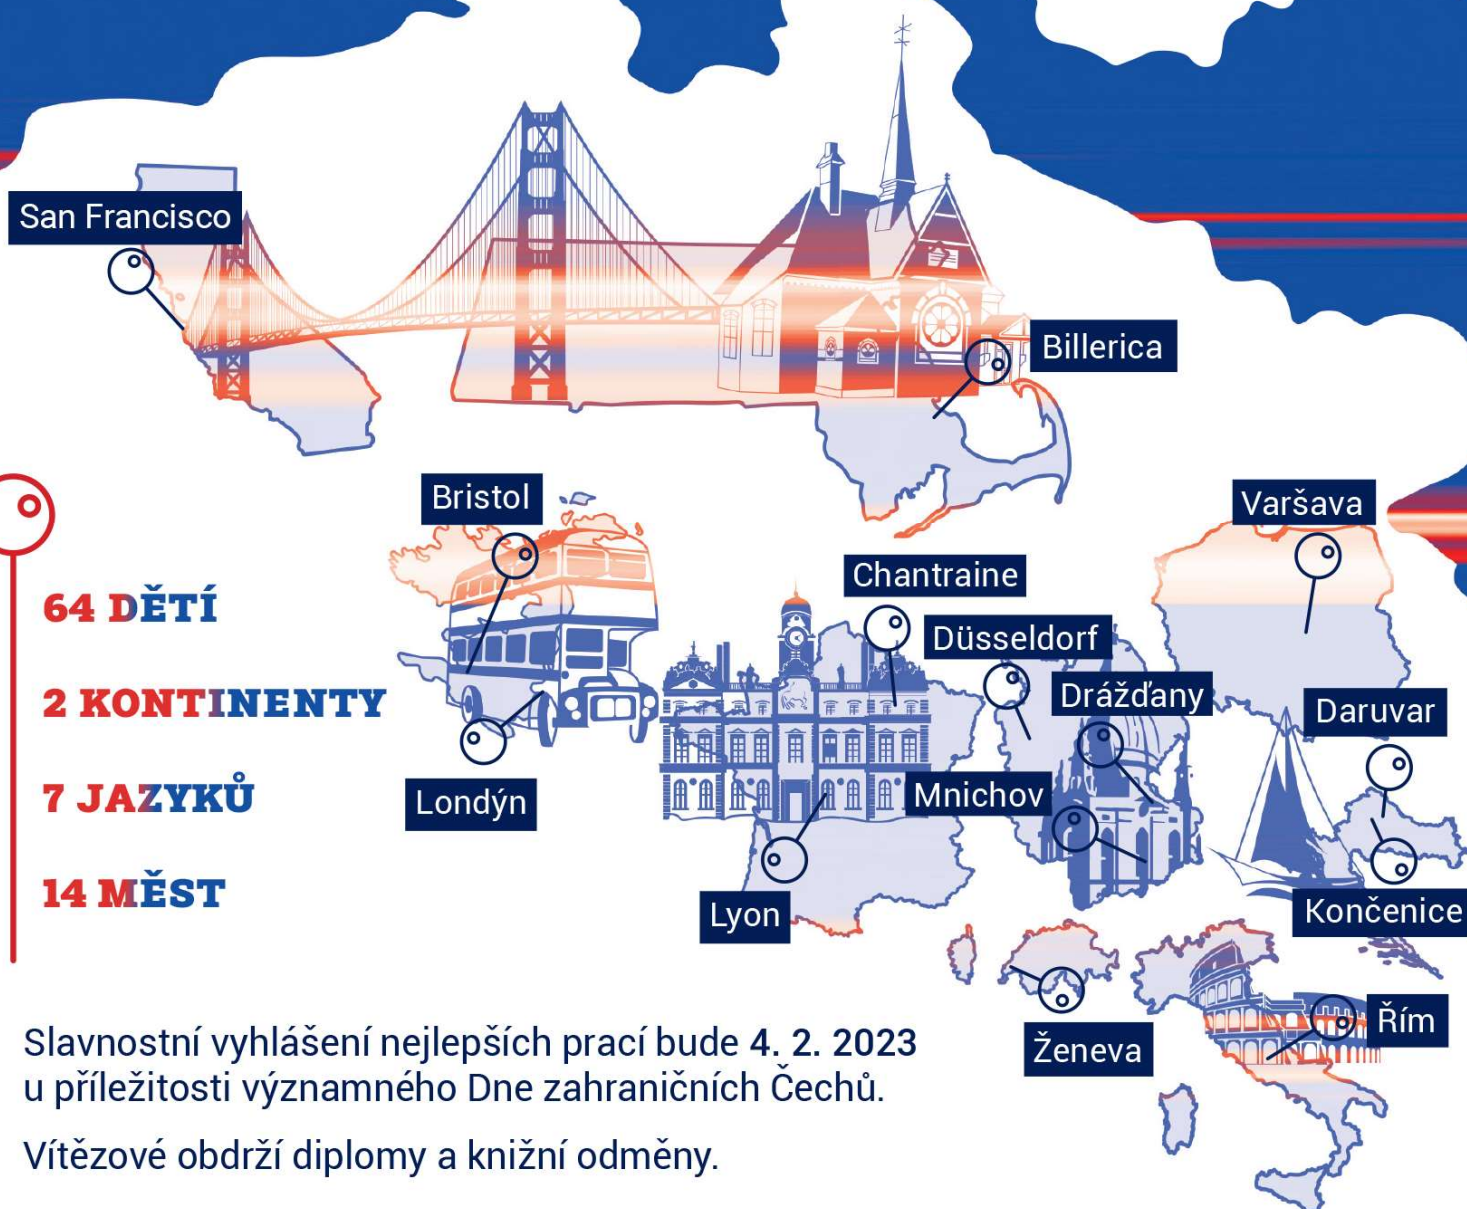 San Francisco
Billerica
Bristol
Varšava
Chantraine
Düsseldorf
Drážďany
Daruvar
Mnichov
Londýn
Lyon
Končenice
Řím
Ženeva
64 DĚTÍ
2 KONTINENTY
7 JAZYKŮ
14 MĚST
Slavnostní vyhlášení nejlepších prací bude 4. 2. 2023
u příležitosti významného Dne zahraničních Čechů.
Vítězové obdrží diplomy a knižní odměny.